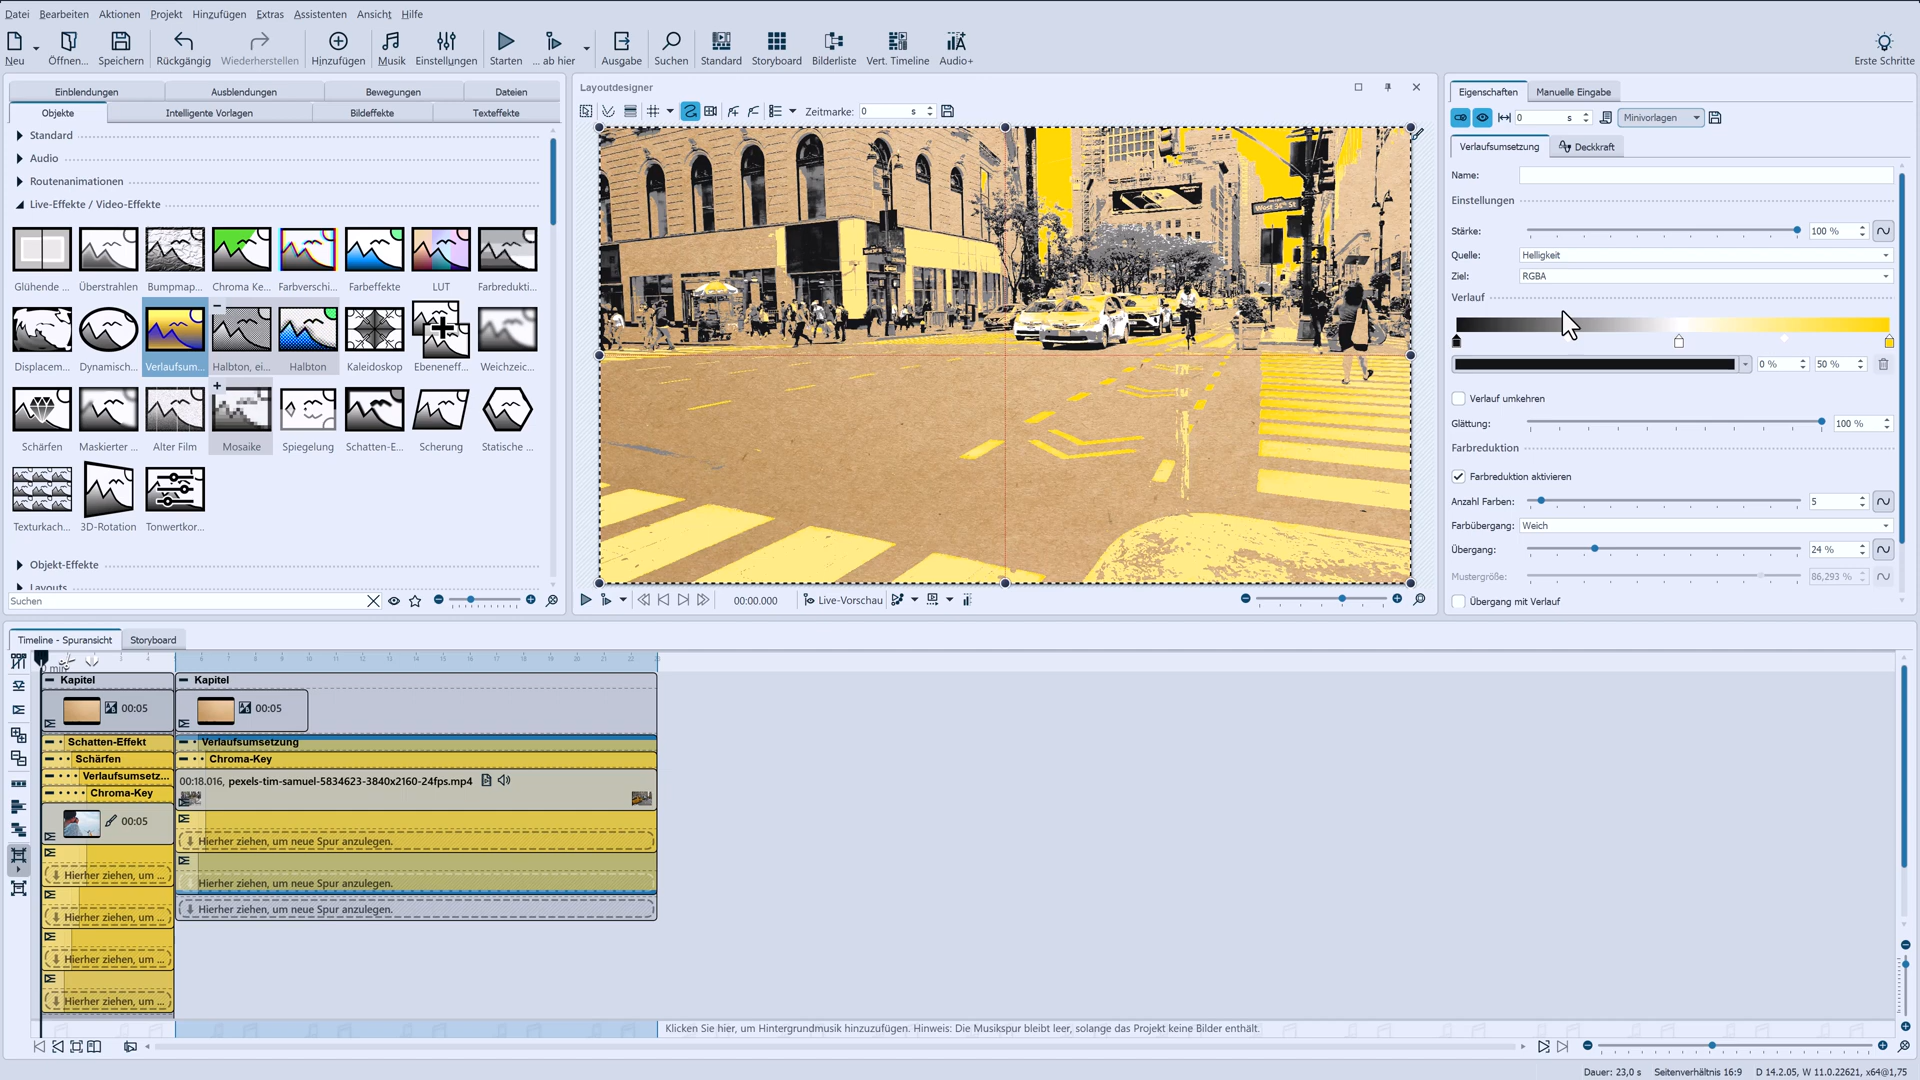 Datei Bearbeiten Aktionen Projekt Hinzufügen Extras Assistenten Ansicht Hilfe
Neu Öffnen... Speichern Rückgängig Wiederherstellen Hinzufügen Musik Einstellungen Starten ... ab hier Ausgabe Suchen Standard Storyboard Bilderliste Vert. Timeline Audio+ Erste Schritte
Einblendungen Ausblendungen Bewegungen Dateien
Objekte Intelligente Vorlagen Bildeffekte Texteffekte
Standard
Audio
Routenanimationen
Live-Effekte / Video-Effekte
Glühende ... Überstrahlen Bumpmap... Chroma Ke... Farbverschi... Farbeffekte LUT Farbredukti...
Displacem... Dynamisch... Verlaufsum... Halbton, ei... Halbton Kaleidoskop Ebeneneff... Weichzeic...
Schärfen Maskierter ... Alter Film Mosaike Spiegelung Schatten-E... Scherung Statische ...
Texturkach... 3D-Rotation Tonwertkor...
Objekt-Effekte
Layouts
Suchen
Layoutdesigner
Zeitmarke: 0 s
West 34th St
00:00.000 Live-Vorschau
Eigenschaften Manuelle Eingabe
0 s Minivorlagen
Verlaufsumsetzung Deckkraft
Name:
Einstellungen
Stärke: 100 %
Quelle: Helligkeit
Ziel: RGBA
Verlauf
0 % 50 %
Verlauf umkehren
Glättung: 100 %
Farbreduktion
Farbreduktion aktivieren
Anzahl Farben: 5
Farbübergang: Weich
Übergang: 24 %
Mustergröße: 86,293 %
Übergang mit Verlauf
Timeline - Spuransicht Storyboard
Kapitel Kapitel
00:05 00:05
Schatten-Effekt Verlaufsumsetzung
Schärfen Chroma-Key
Verlaufsumsetz... 00:18.016, pexels-tim-samuel-5834623-3840x2160-24fps.mp4
Chroma-Key
00:05
Hierher ziehen, um neue Spur anzulegen.
Hierher ziehen, um ... Hierher ziehen, um neue Spur anzulegen.
Hierher ziehen, um ... Hierher ziehen, um neue Spur anzulegen.
Hierher ziehen, um ...
Hierher ziehen, um ...
Klicken Sie hier, um Hintergrundmusik hinzuzufügen. Hinweis: Die Musikspur bleibt leer, solange das Projekt keine Bilder enthält.
Dauer: 23,0 s Seitenverhältnis 16:9 D 14.2.05, W 11.0.22621, x64@1,75